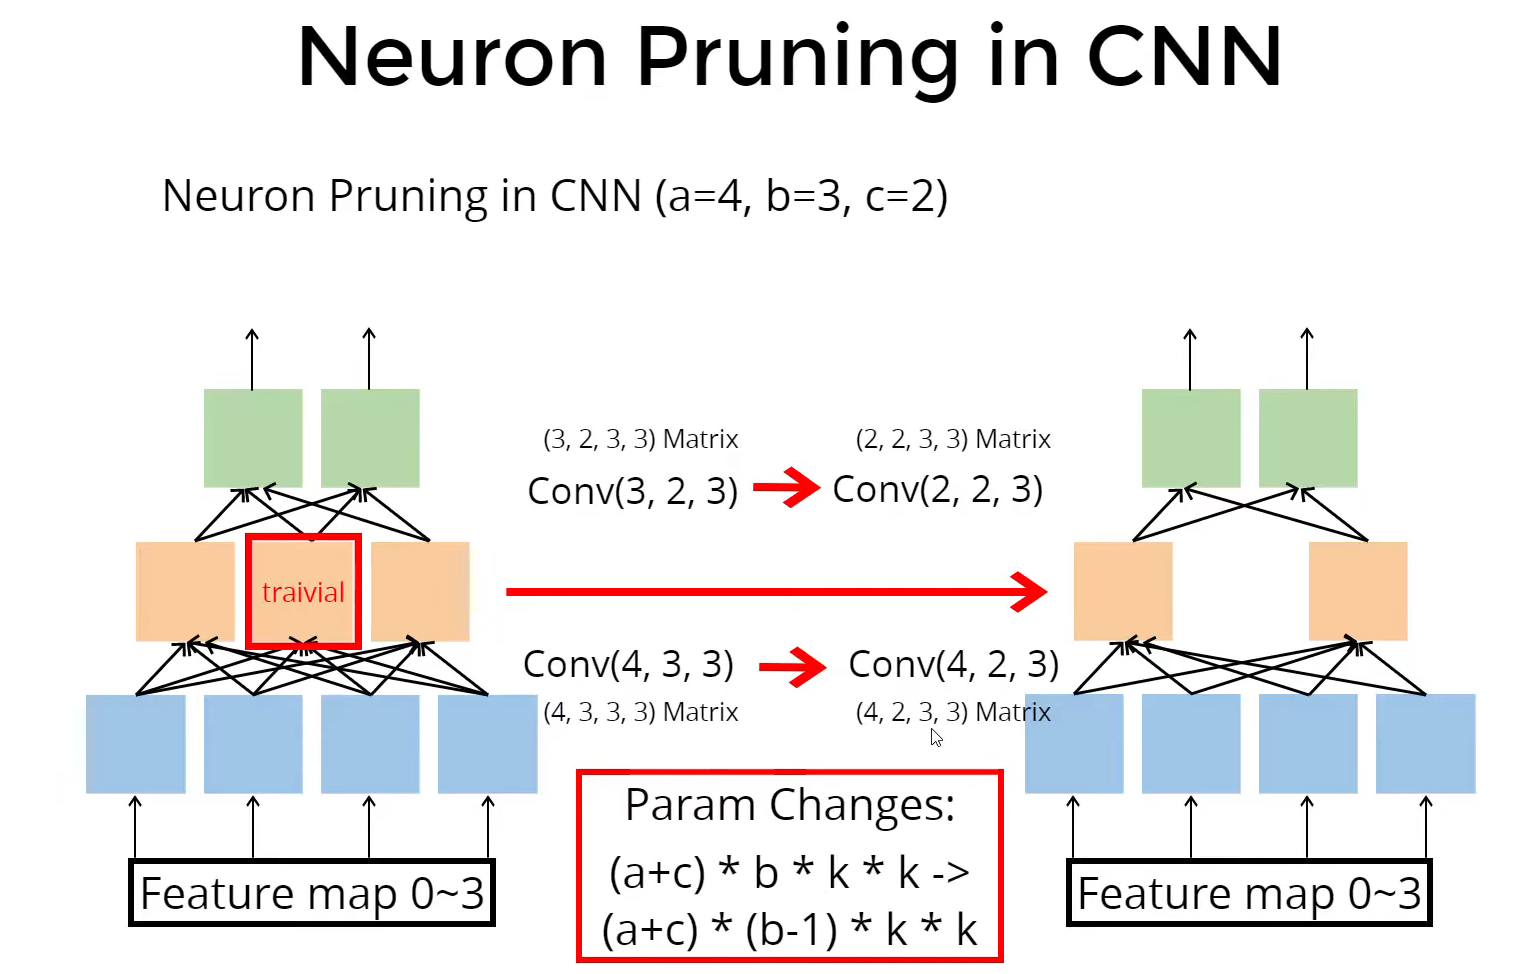 Neuron Pruning in CNN
Neuron Pruning in CNN (a=4, b=3, c=2)
(3, 2, 3, 3) Matrix
(2, 2, 3, 3) Matrix
Conv(3, 2, 3)
Conv(2, 2, 3)
traivial
Conv(4, 3, 3)
Conv(4, 2, 3)
(4, 3, 3, 3) Matrix
(4, 2, 3, 3) Matrix
Param Changes:
(a+c) * b * k * k ->
(a+c) * (b-1) * k * k
Feature map 0~3
Feature map 0~3